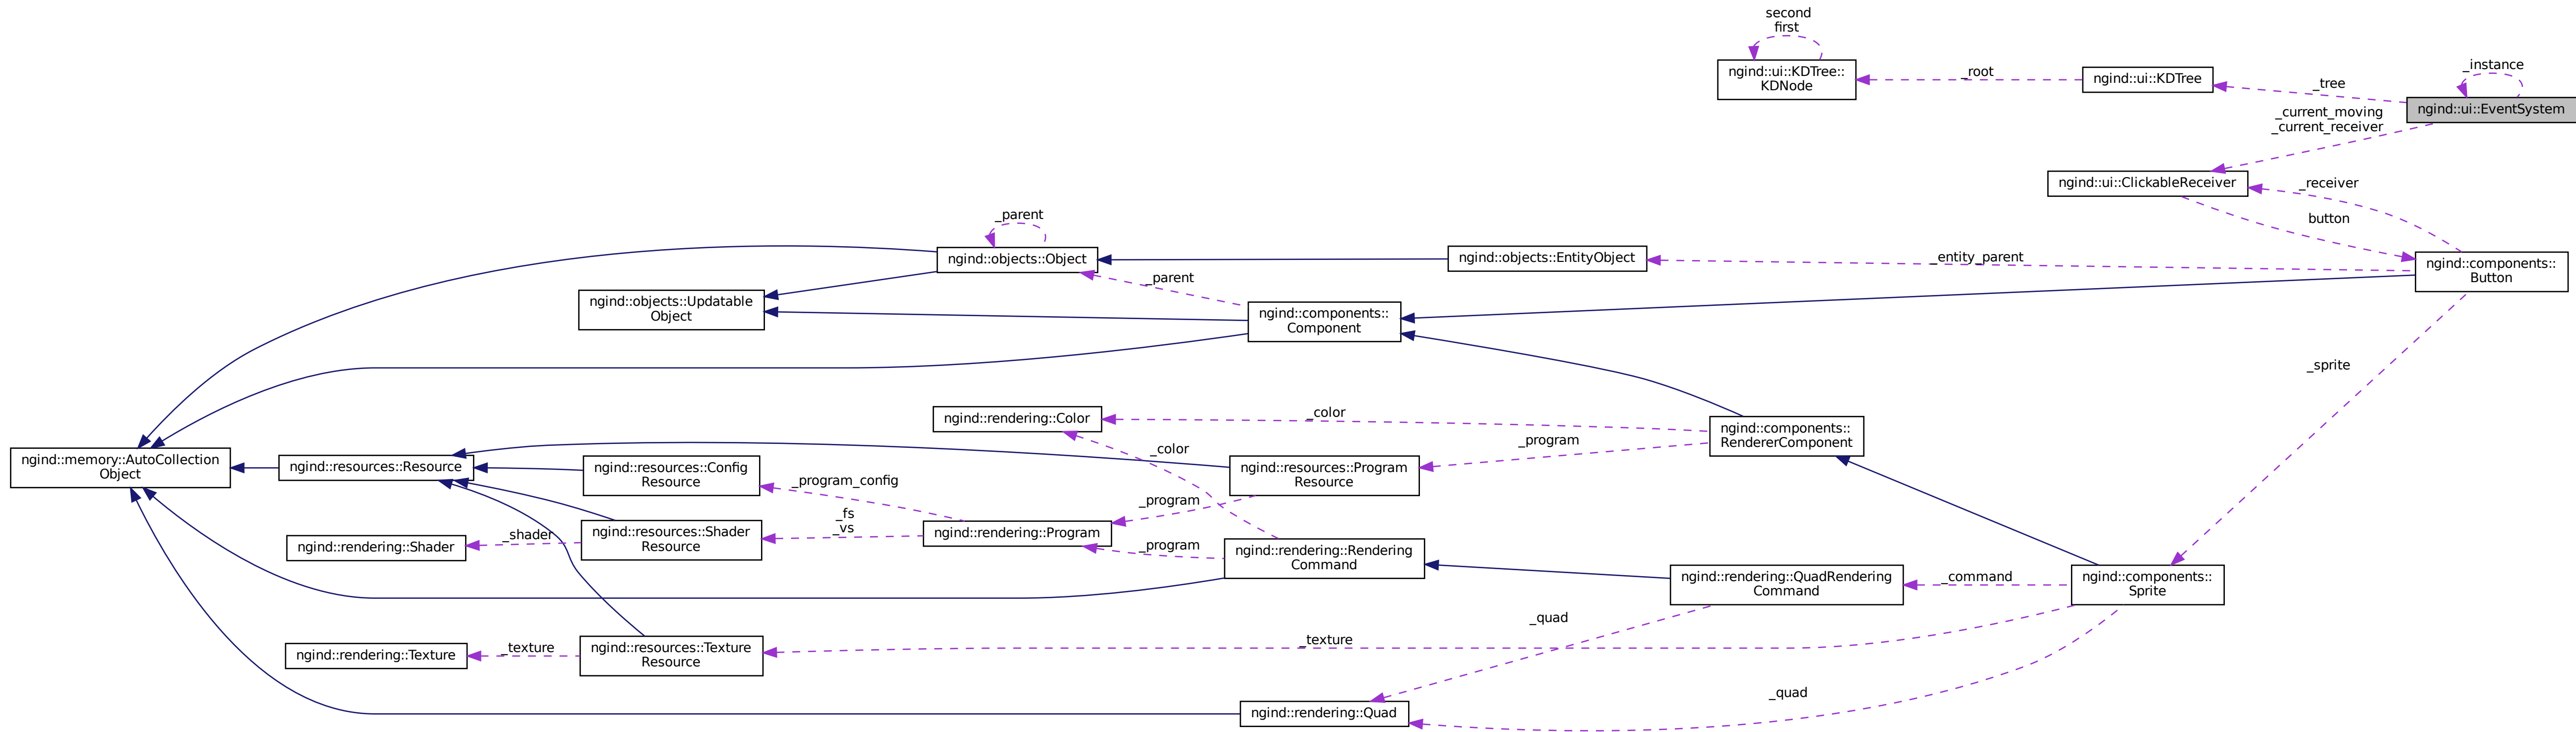 second
first
ngind::ui::KDTree::
KDNode
_root
ngind::ui::KDTree
_tree
_instance
ngind::ui::EventSystem
_current_moving
_current_receiver
ngind::ui::ClickableReceiver
_receiver
button
_parent
ngind::objects::Object
ngind::objects::EntityObject
_entity_parent
ngind::components::
Button
_parent
ngind::objects::Updatable
Object
ngind::components::
Component
_sprite
ngind::rendering::Color
_color
ngind::components::
RendererComponent
_color
_program
ngind::memory::AutoCollection
Object
ngind::resources::Resource
ngind::resources::Config
Resource
_program_config
ngind::resources::Program
Resource
_program
_fs
_vs
ngind::rendering::Shader
_shader
ngind::resources::Shader
Resource
ngind::rendering::Program
_program
ngind::rendering::Rendering
Command
ngind::rendering::QuadRendering
Command
_command
ngind::components::
Sprite
_quad
ngind::rendering::Texture
_texture
ngind::resources::Texture
Resource
_texture
_quad
ngind::rendering::Quad